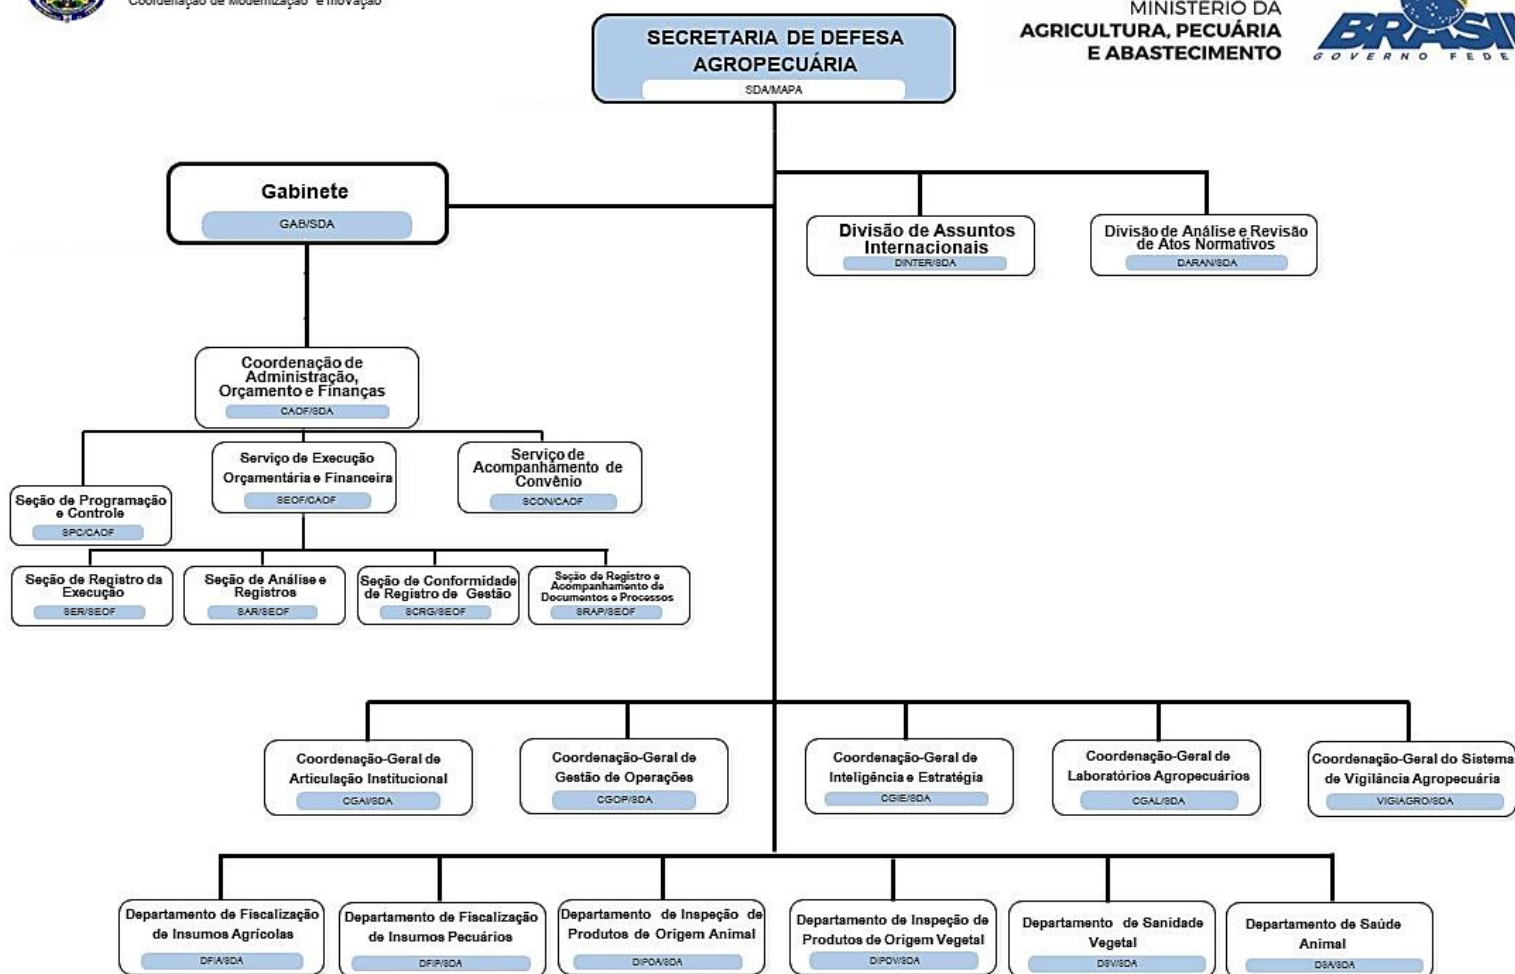 Coordenação de Modernização e Inovação
MINISTÉRIO DA
AGRICULTURA, PECUÁRIA
E ABASTECIMENTO
GOVERNO FEDE
SECRETARIA DE DEFESA
AGROPECUÁRIA
SDA/MAPA
Gabinete
GAB/SDA
Divisão de Assuntos
Internacionais
DINTER/SDA
Divisão de Análise e Revisão
de Atos Normativos
DARAN/SDA
Coordenação de
Administração,
Orçamento e Finanças
CAOF/SDA
Seção de Programação
e Controle
SPC/CAOF
Serviço de Execução
Orçamentária e Financeira
SEOF/CAOF
Serviço de
Acompanhamento de
Convênio
SCON/CAOF
Seção de Registro da
Execução
SER/SEOF
Seção de Análise e
Registros
SAR/SEOF
Seção de Conformidade
de Registro de Gestão
SCRG/SEOF
Seção de Registro e
Acompanhamento de
Documentos e Processos
SRAP/SEOF
Coordenação-Geral de
Articulação Institucional
CGAI/SDA
Coordenação-Geral de
Gestão de Operações
CGOP/SDA
Coordenação-Geral de
Inteligência e Estratégia
CGIE/SDA
Coordenação-Geral de
Laboratórios Agropecuários
CGAL/SDA
Coordenação-Geral do Sistema
de Vigilância Agropecuária
VIGIAGRO/SDA
Departamento de Fiscalização
de Insumos Agrícolas
DFIA/SDA
Departamento de Fiscalização
de Insumos Pecuários
DFIP/SDA
Departamento de Inspeção de
Produtos de Origem Animal
DIPOA/SDA
Departamento de Inspeção de
Produtos de Origem Vegetal
DIPOV/SDA
Departamento de Sanidade
Vegetal
DSV/SDA
Departamento de Saúde
Animal
DSA/SDA